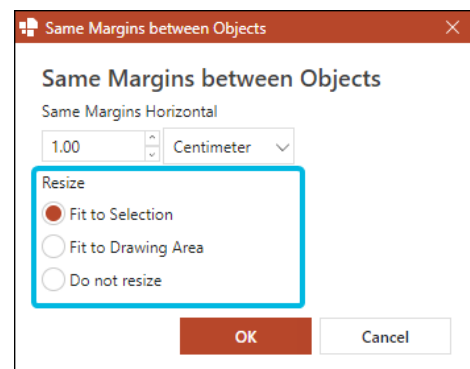 Same Margins between Objects
Same Margins between Objects
Same Margins Horizontal
1.00 Centimeter
Resize
Fit to Selection
Fit to Drawing Area
Do not resize
OK Cancel